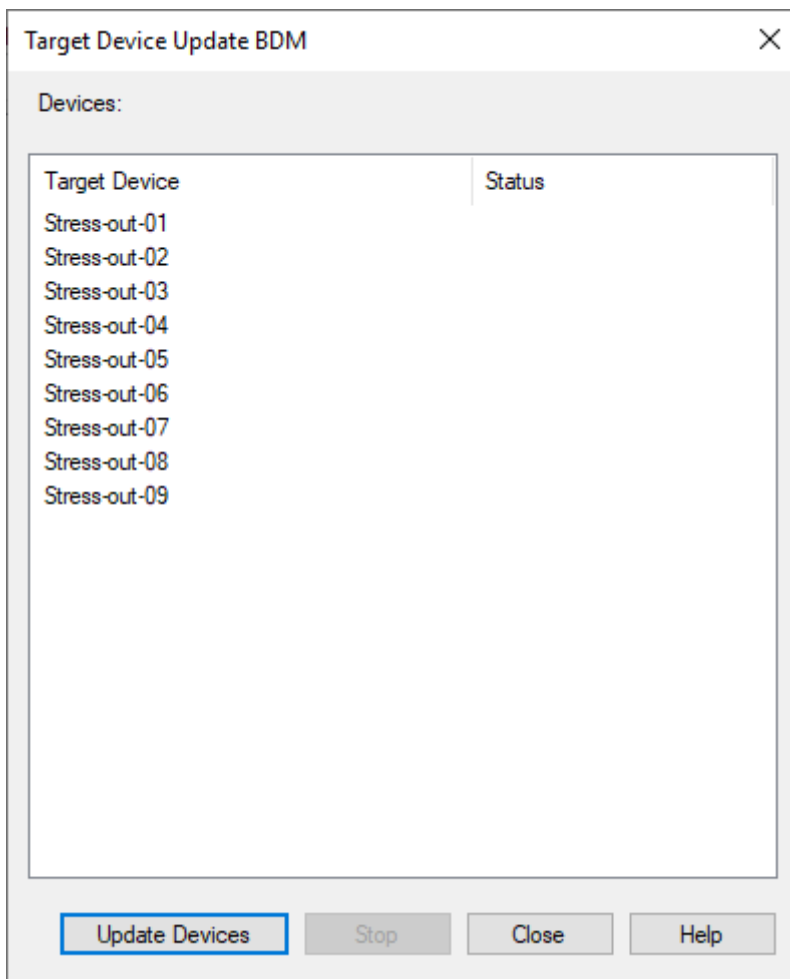 Target Device Update BDM
Devices:
Target Device Status
Stress-out-01
Stress-out-02
Stress-out-03
Stress-out-04
Stress-out-05
Stress-out-06
Stress-out-07
Stress-out-08
Stress-out-09
Update Devices Stop Close Help